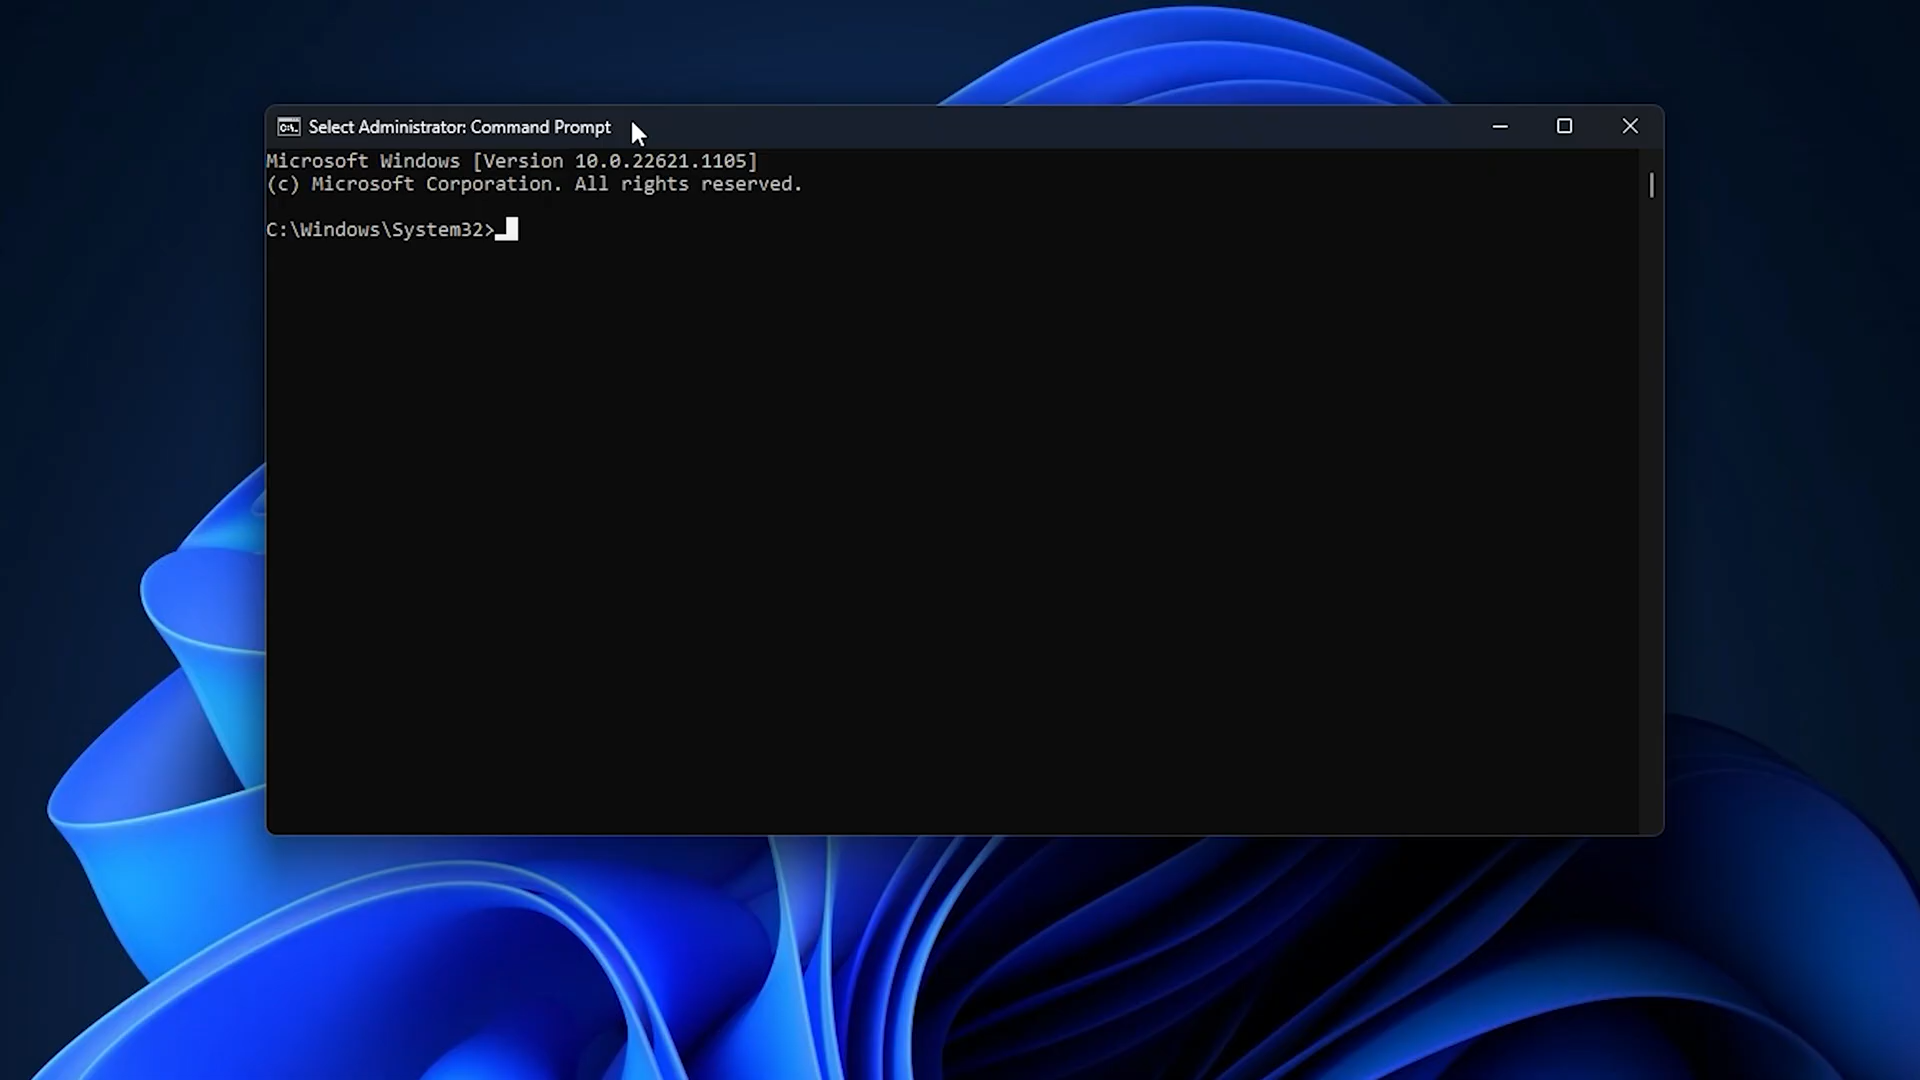 Select Administrator: Command Prompt
Microsoft Windows [Version 10.0.22621.1105]
(c) Microsoft Corporation. All rights reserved.
C:\Windows\System32>